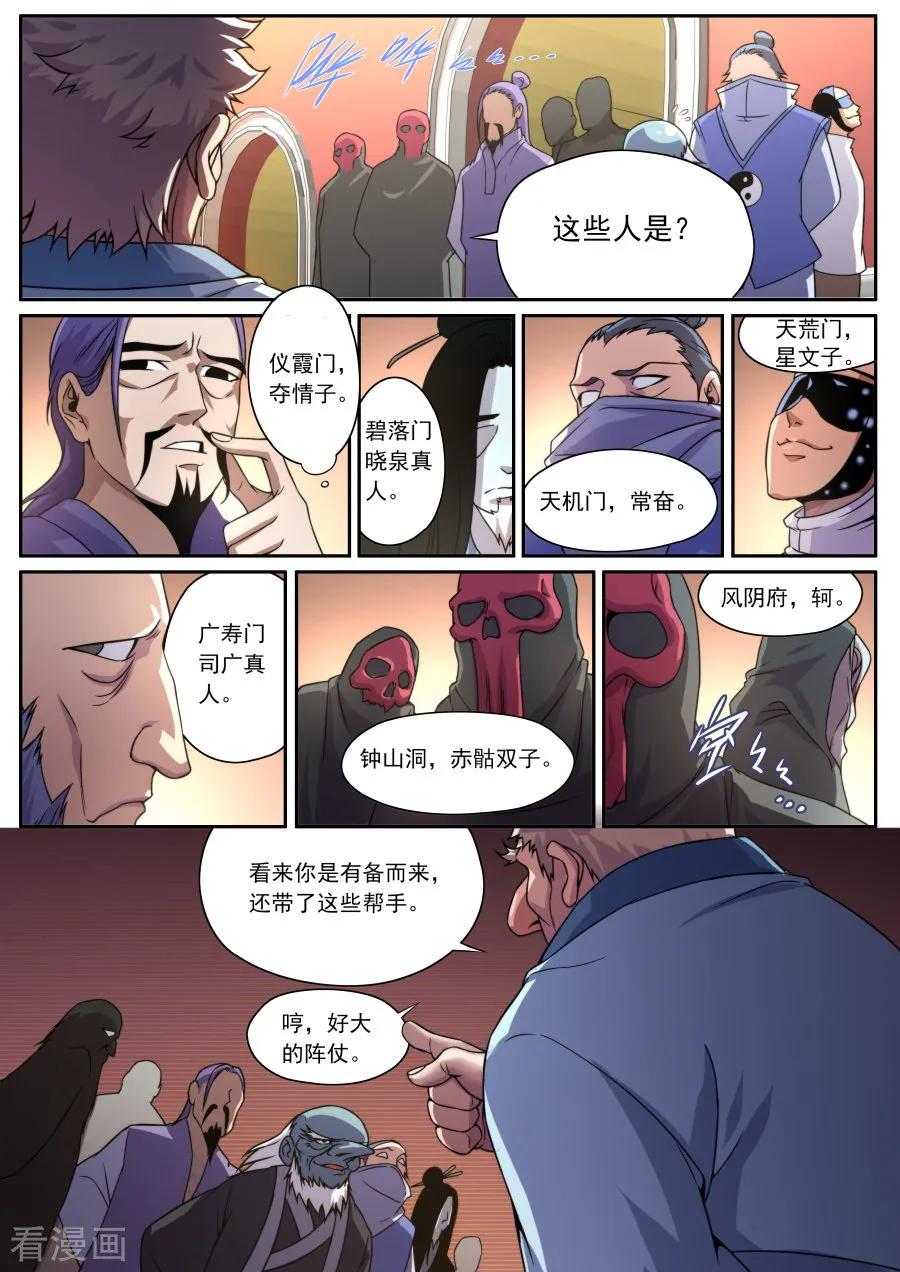 哗哗……
这些人是？
仪霞门，
夺情子。
碧落门
晓泉真
人。
天机门，常奋。
天荒门，
星文子。
广寿门
司广真
人。
钟山洞，赤骷双子。
风阴府，轲。
看来你是有备而来，
还带了这些帮手。
哼，好大
的阵仗。
看漫画